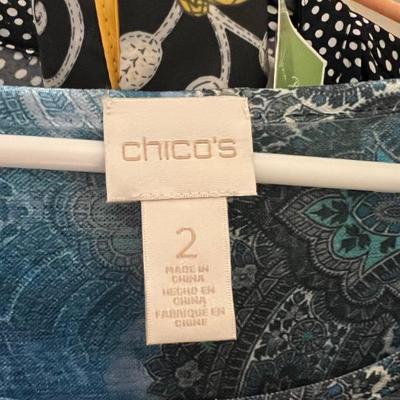 chico's
2
MADE IN
CHINA
HECHO EN
CHINA
FABRIQUÉ EN
CHINE